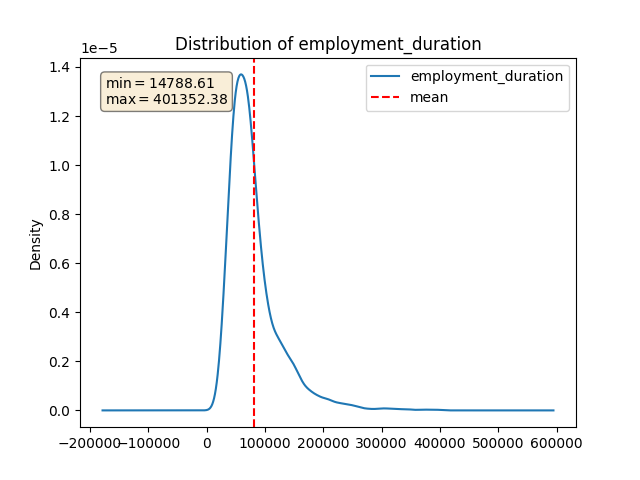 Distribution of employment_duration
1e−5
min = 14788.61
max = 401352.38
employment_duration
mean
Density
1.4
1.2
1.0
0.8
0.6
0.4
0.2
0.0
−200000 −100000 0 100000 200000 300000 400000 500000 600000